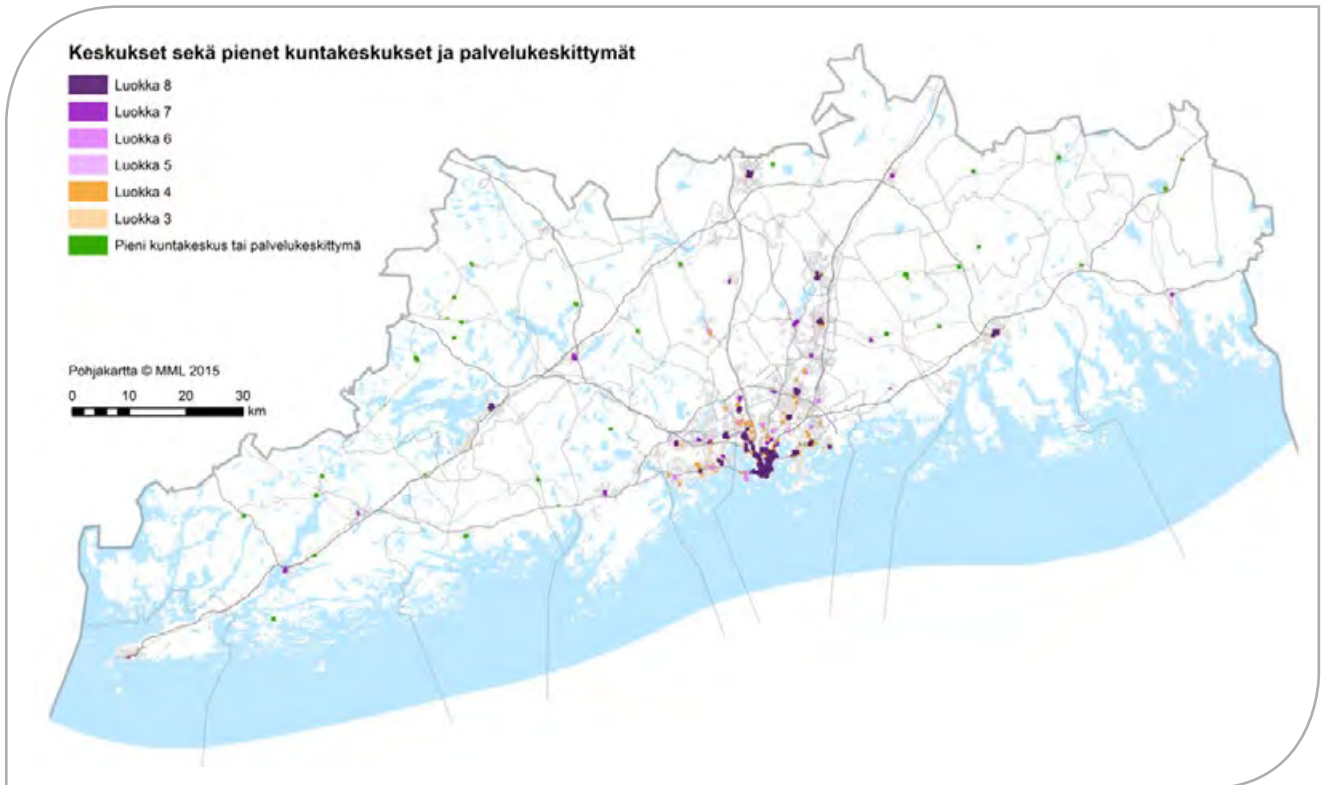 Keskukset sekä pienet kuntakeskukset ja palvelukeskittymät
Luokka 8
Luokka 7
Luokka 6
Luokka 5
Luokka 4
Luokka 3
Pieni kuntakeskus tai palvelukeskittymä
Pohjakartta © MML 2015
0 10 20 30
km